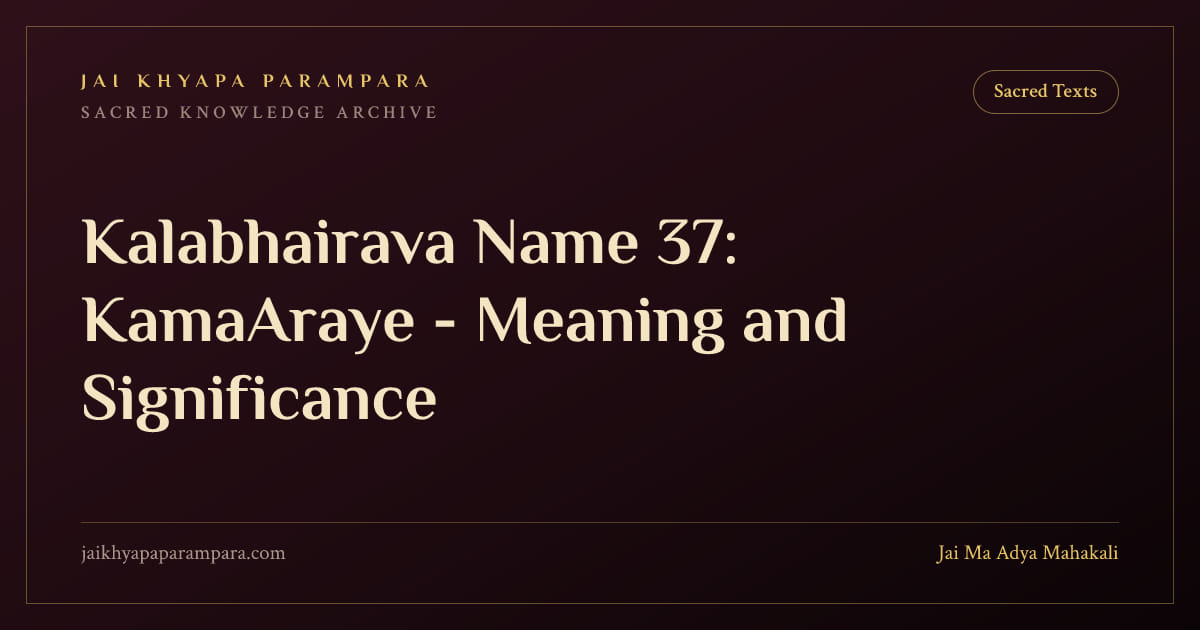 JAI KHYAPA PARAMPARA
SACRED KNOWLEDGE ARCHIVE
Sacred Texts
Kalabhairava Name 37:
KamaAraye - Meaning and
Significance
jaikhyapaparampara.com
Jai Ma Adya Mahakali